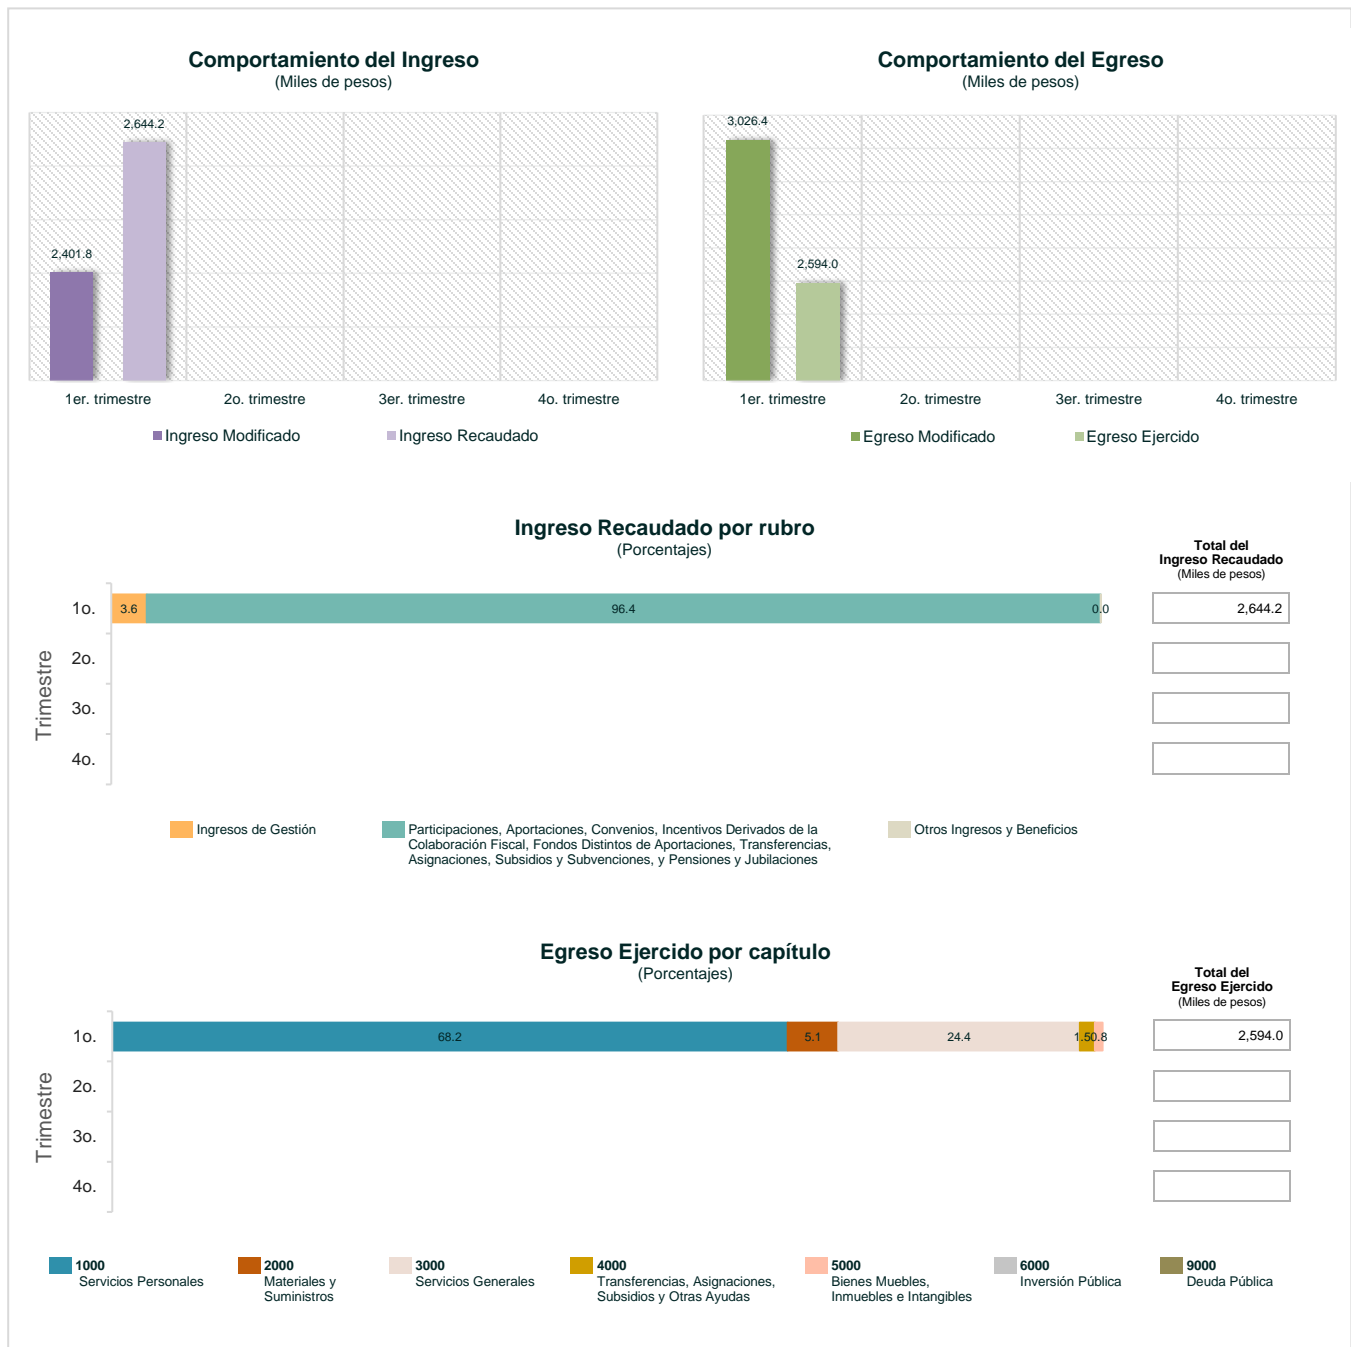 Comportamiento del Ingreso
(Miles de pesos)
2,644.2
2,401.8
1er. trimestre
2o. trimestre
3er. trimestre
4o. trimestre
Ingreso Modificado
Ingreso Recaudado
Comportamiento del Egreso
(Miles de pesos)
3,026.4
2,594.0
1er. trimestre
2o. trimestre
3er. trimestre
4o. trimestre
Egreso Modificado
Egreso Ejercido
Ingreso Recaudado por rubro
(Porcentajes)
Total del
Ingreso Recaudado
(Miles de pesos)
Trimestre
1o.
3.6
96.4
0.0
2,644.2
2o.
3o.
4o.
Ingresos de Gestión
Participaciones, Aportaciones, Convenios, Incentivos Derivados de la
Colaboración Fiscal, Fondos Distintos de Aportaciones, Transferencias,
Asignaciones, Subsidios y Subvenciones, y Pensiones y Jubilaciones
Otros Ingresos y Beneficios
Egreso Ejercido por capítulo
(Porcentajes)
Total del
Egreso Ejercido
(Miles de pesos)
Trimestre
1o.
68.2
5.1
24.4
1.5
0.8
2,594.0
2o.
3o.
4o.
1000
Servicios Personales
2000
Materiales y
Suministros
3000
Servicios Generales
4000
Transferencias, Asignaciones,
Subsidios y Otras Ayudas
5000
Bienes Muebles,
Inmuebles e Intangibles
6000
Inversión Pública
9000
Deuda Pública